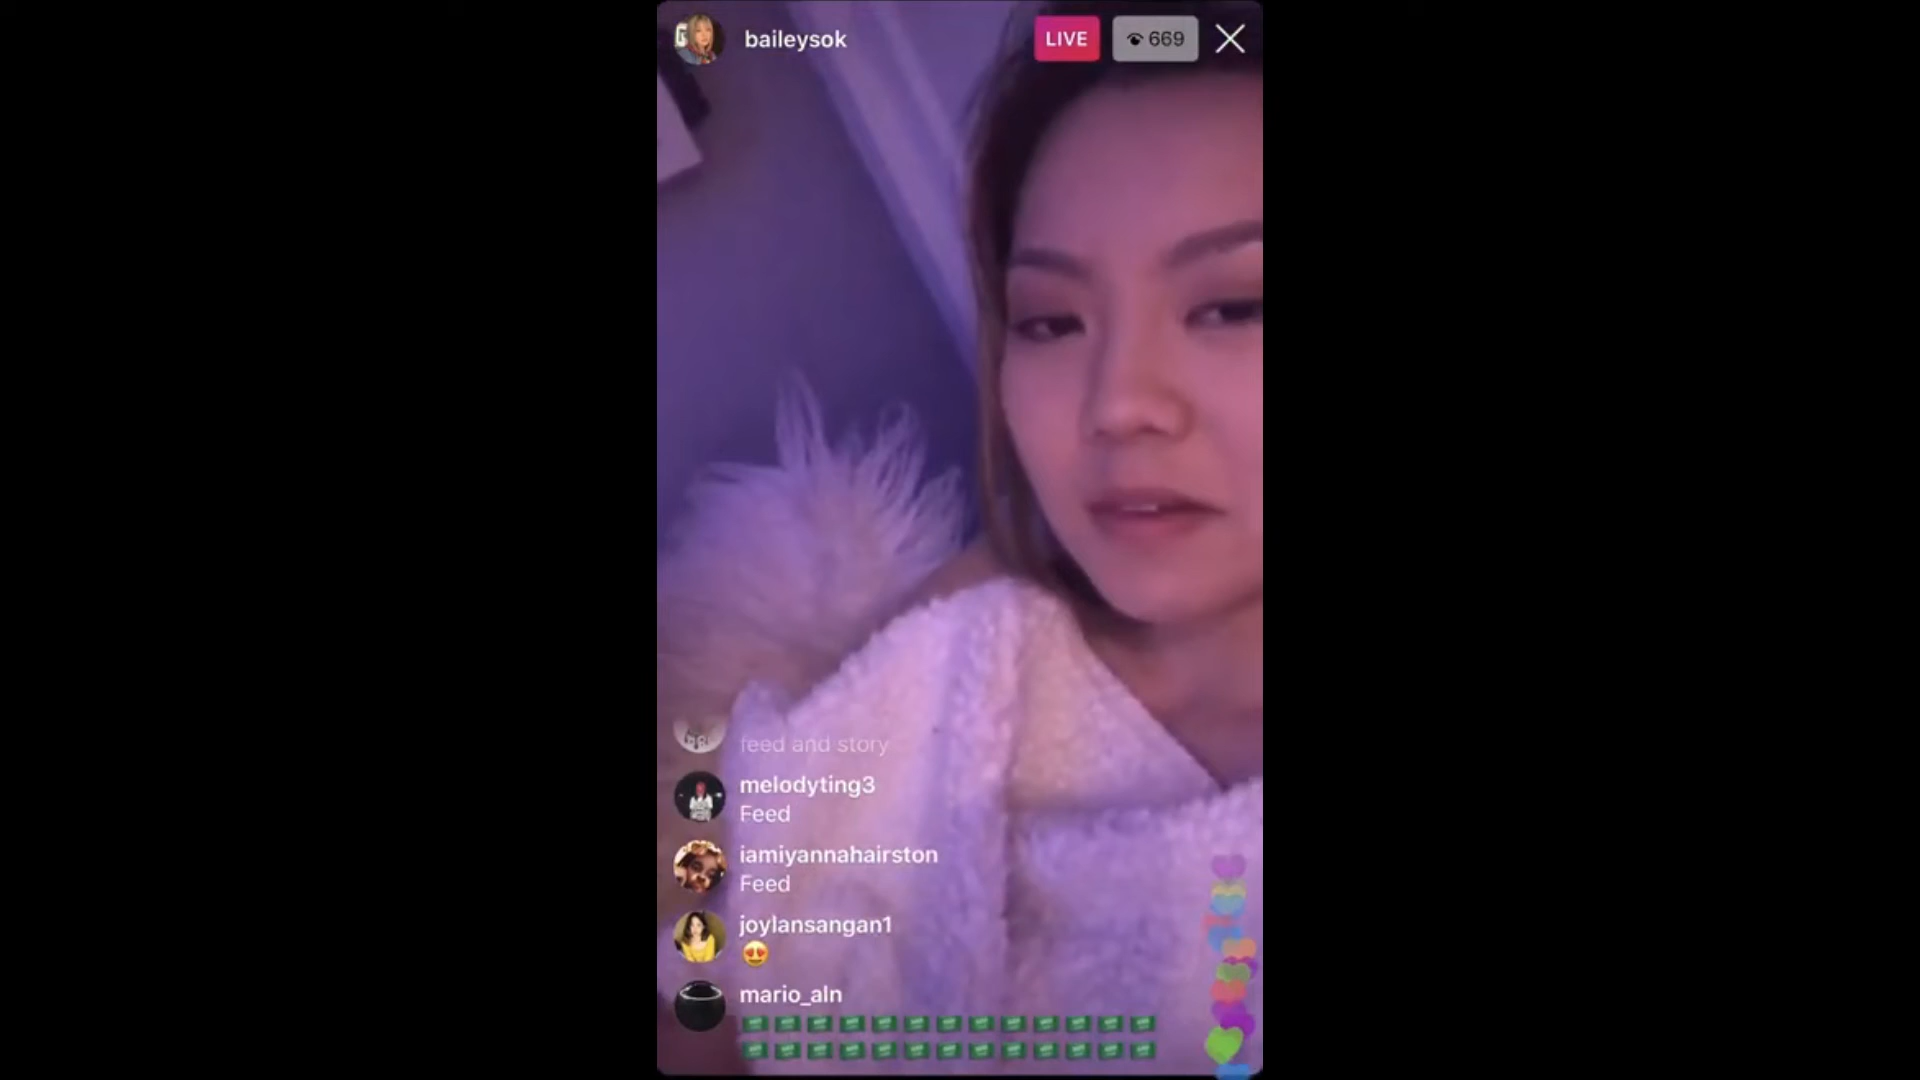 baileysok
LIVE
669
feed and story
melodyting3
Feed
iamiyannahairston
Feed
joylansangan1
😍
mario_aln
🇸🇦🇸🇦🇸🇦🇸🇦🇸🇦🇸🇦🇸🇦🇸🇦🇸🇦🇸🇦🇸🇦🇸🇦🇸🇦
🇸🇦🇸🇦🇸🇦🇸🇦🇸🇦🇸🇦🇸🇦🇸🇦🇸🇦🇸🇦🇸🇦🇸🇦🇸🇦